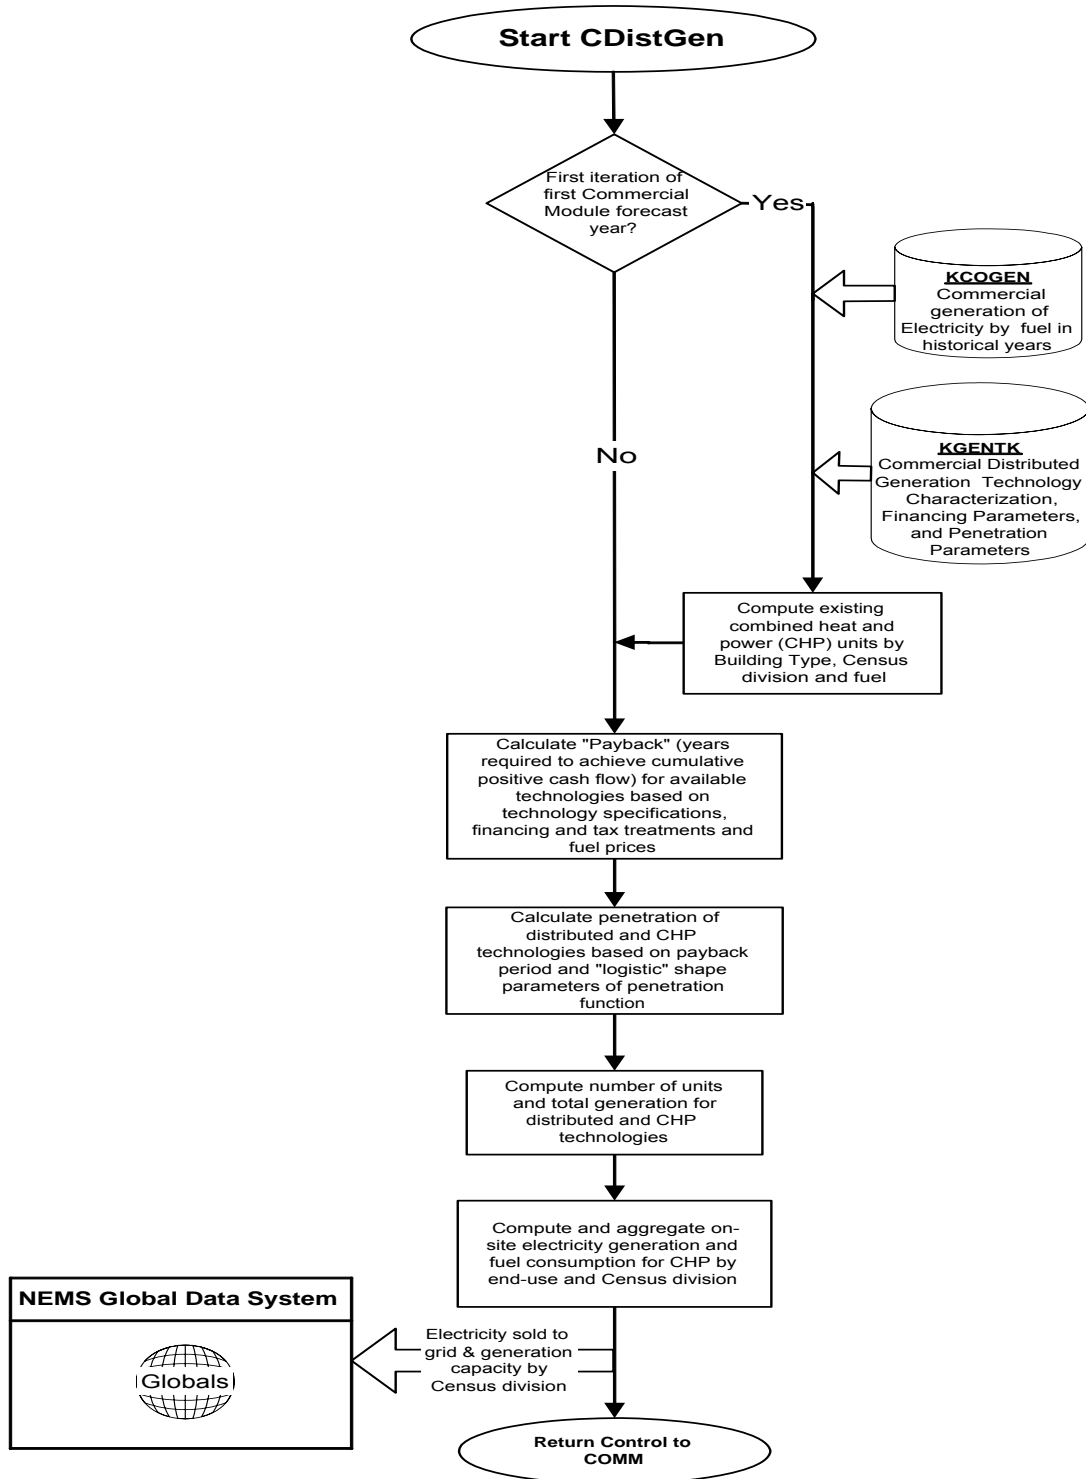 Start CDistGen
First iteration of
first Commercial
Module forecast
year?
Yes
KCOGEN
Commercial
generation of
Electricity by fuel in
historical years
No
KGENTK
Commercial Distributed
Generation Technology
Characterization,
Financing Parameters,
and Penetration
Parameters
Compute existing
combined heat and
power (CHP) units by
Building Type, Census
division and fuel
Calculate "Payback" (years
required to achieve cumulative
positive cash flow) for available
technologies based on
technology specifications,
financing and tax treatments and
fuel prices
Calculate penetration of
distributed and CHP
technologies based on payback
period and "logistic" shape
parameters of penetration
function
Compute number of units
and total generation for
distributed and CHP
technologies
Compute and aggregate on-
site electricity generation and
fuel consumption for CHP by
end-use and Census division
NEMS Global Data System
Globals
Electricity sold to
grid & generation
capacity by
Census division
Return Control to
COMM